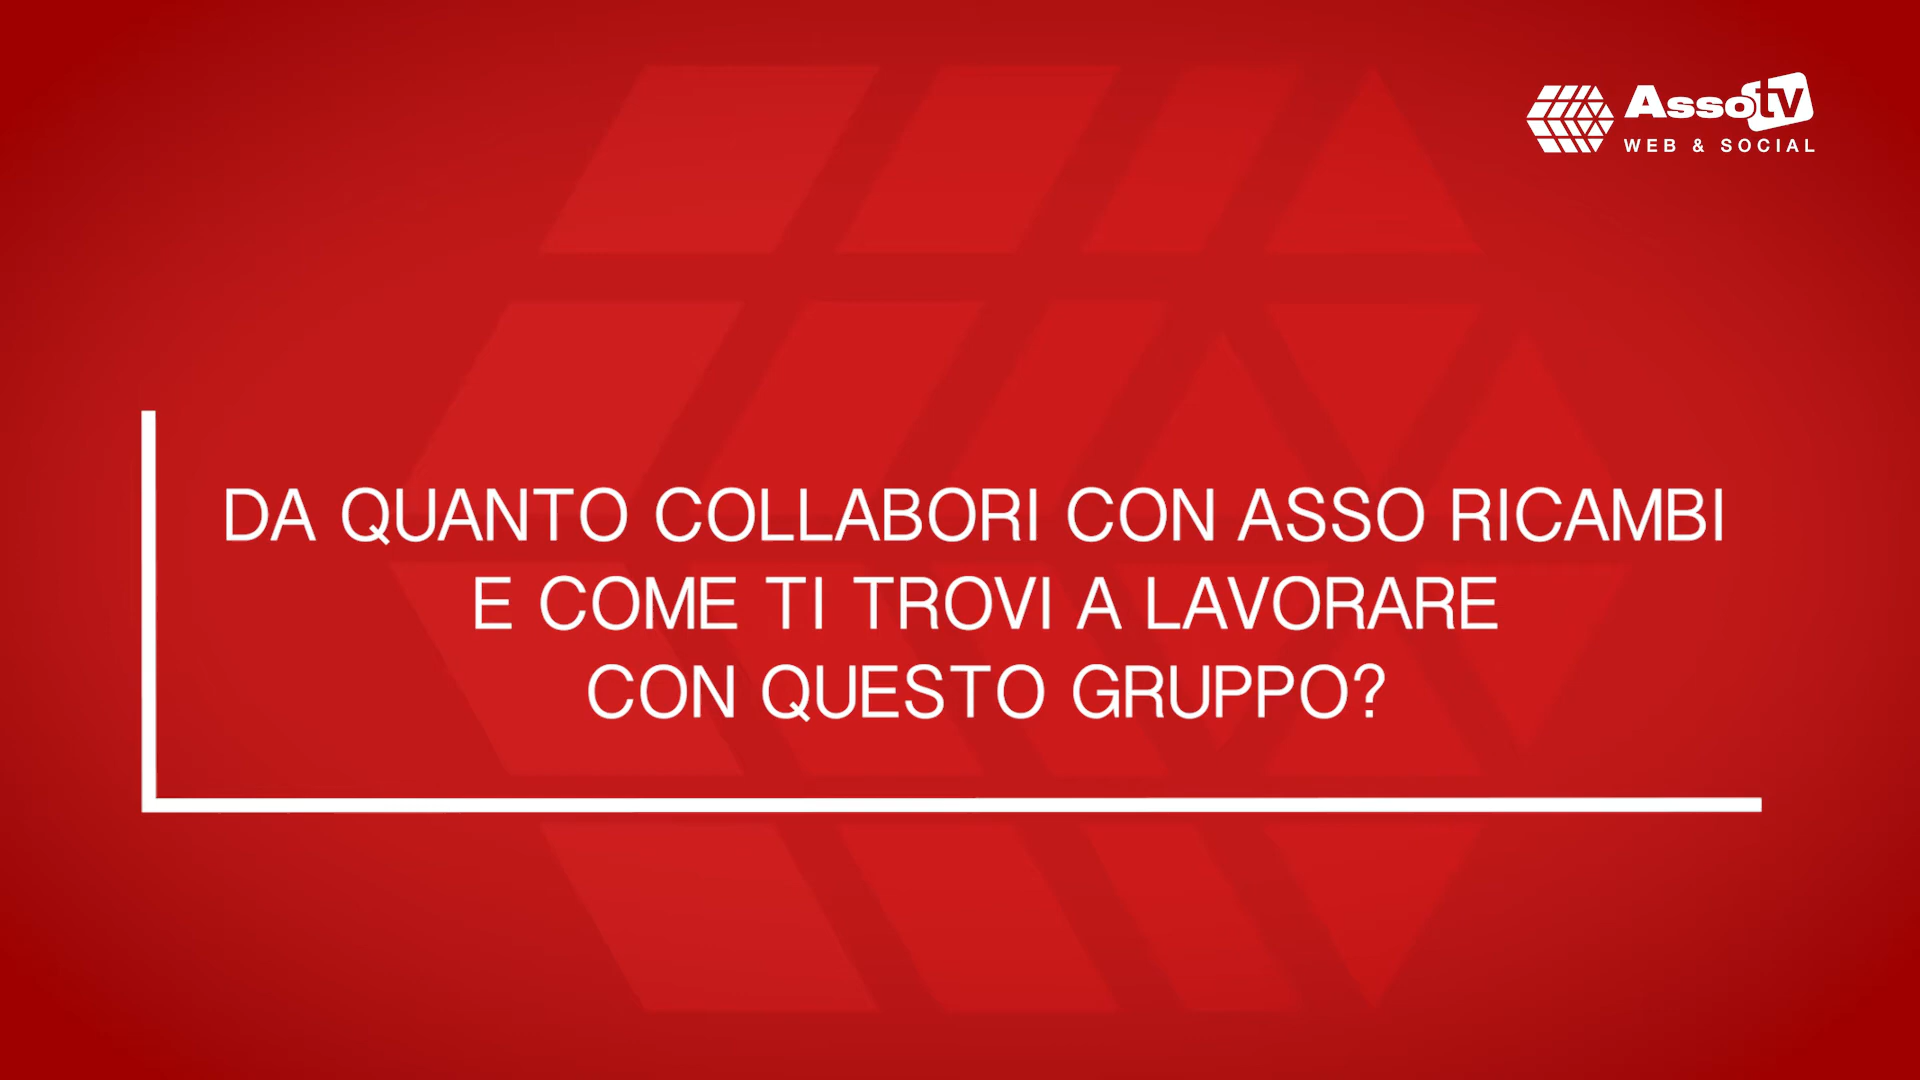 Asso tv
WEB & SOCIAL
DA QUANTO COLLABORI CON ASSO RICAMBI
E COME TI TROVI A LAVORARE
CON QUESTO GRUPPO?